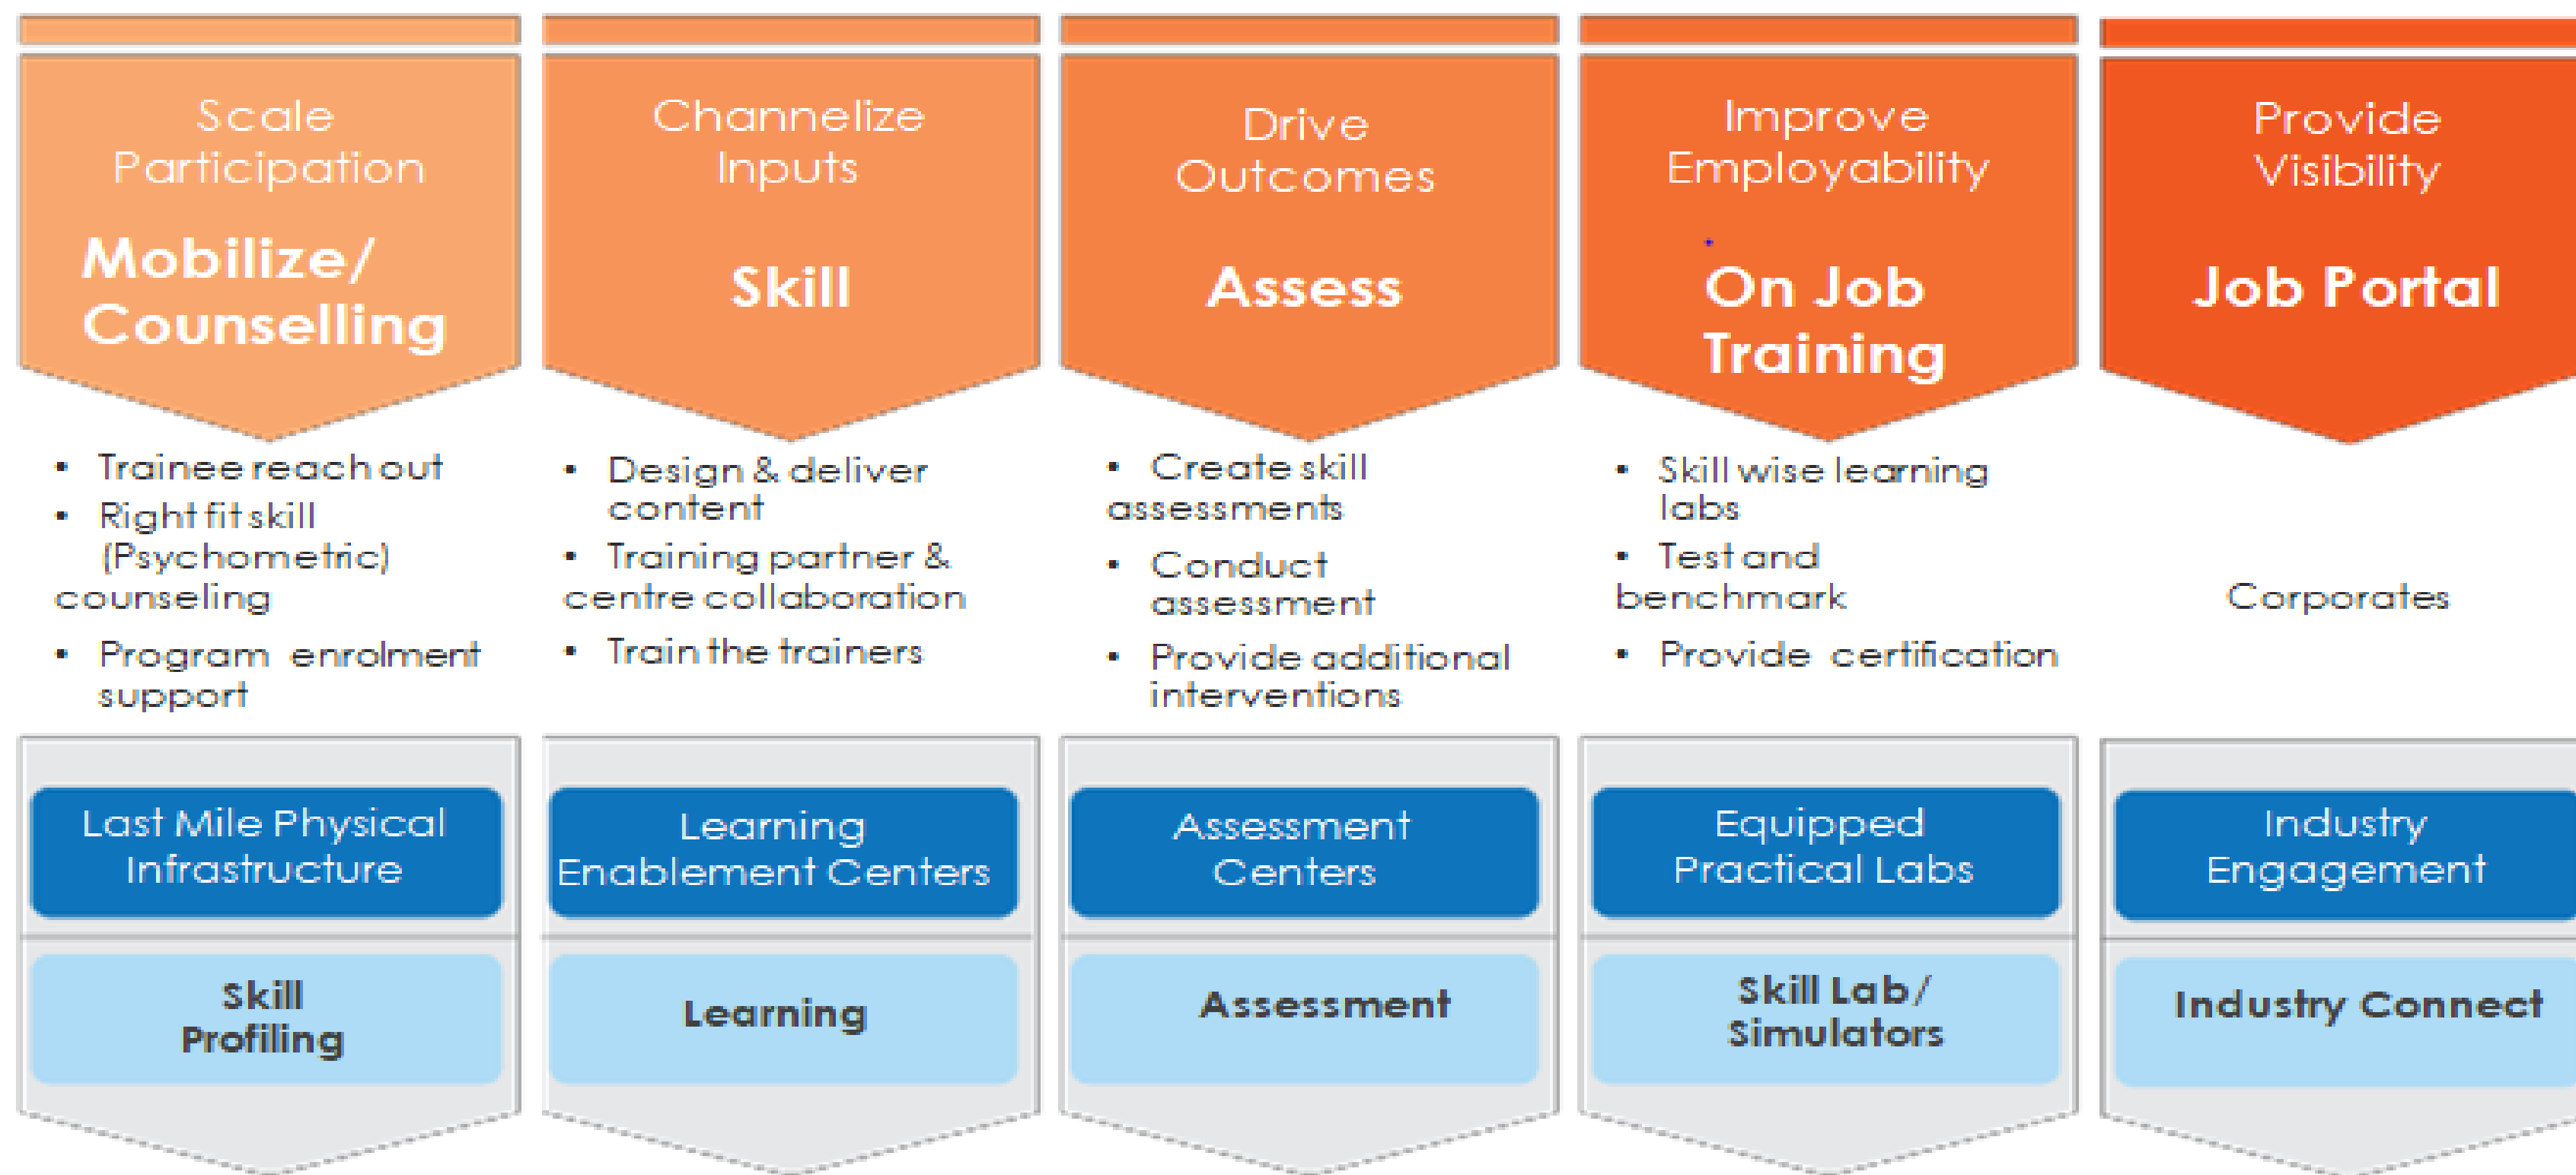 Scale
Participation
Mobilize/
Counselling
• Trainee reach out
• Right fit skill
(Psychometric)
counseling
• Program enrolment
support
Last Mile Physical
Infrastructure
Skill
Profiling
Channelize
Inputs
Skill
• Design & deliver
content
• Training partner &
centre collaboration
• Train the trainers
Learning
Enablement Centers
Learning
Drive
Outcomes
Assess
• Create skill
assessments
• Conduct
assessment
• Provide additional
interventions
Assessment
Centers
Assessment
Improve
Employability
On Job
Training
• Skill wise learning
labs
• Test and
benchmark
• Provide certification
Equipped
Practical Labs
Skill Lab/
Simulators
Provide
Visibility
Job Portal
Corporates
Industry
Engagement
Industry Connect